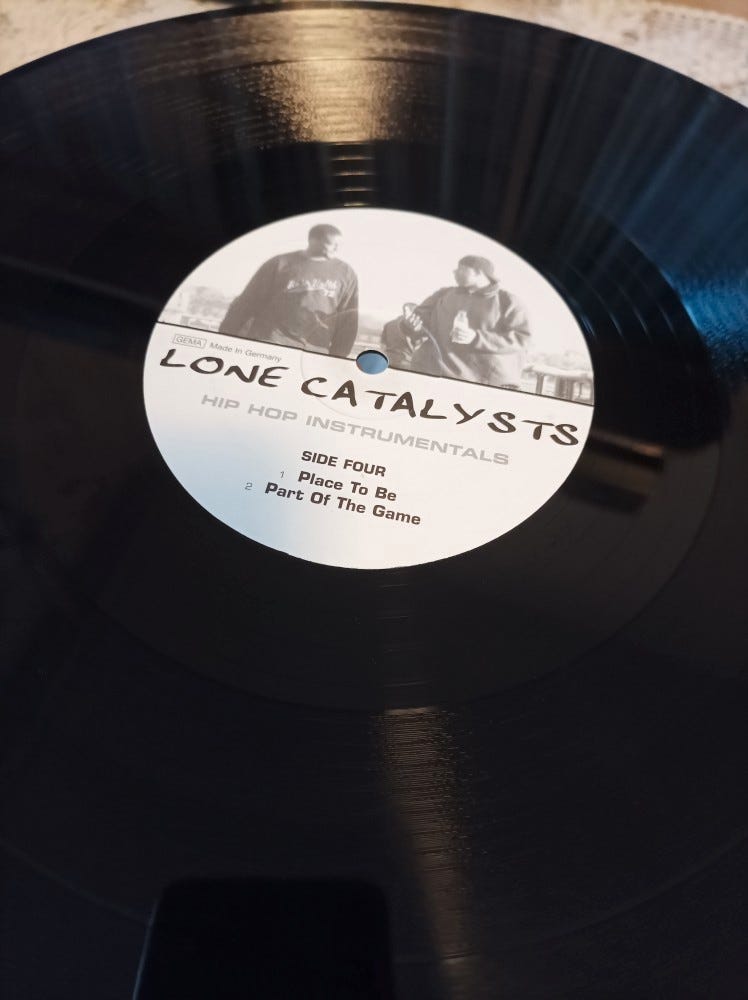 GEMA Made In Germany
LONE CATALYSTS
HIP HOP INSTRUMENTALS
SIDE FOUR
1 Place To Be
2 Part Of The Game